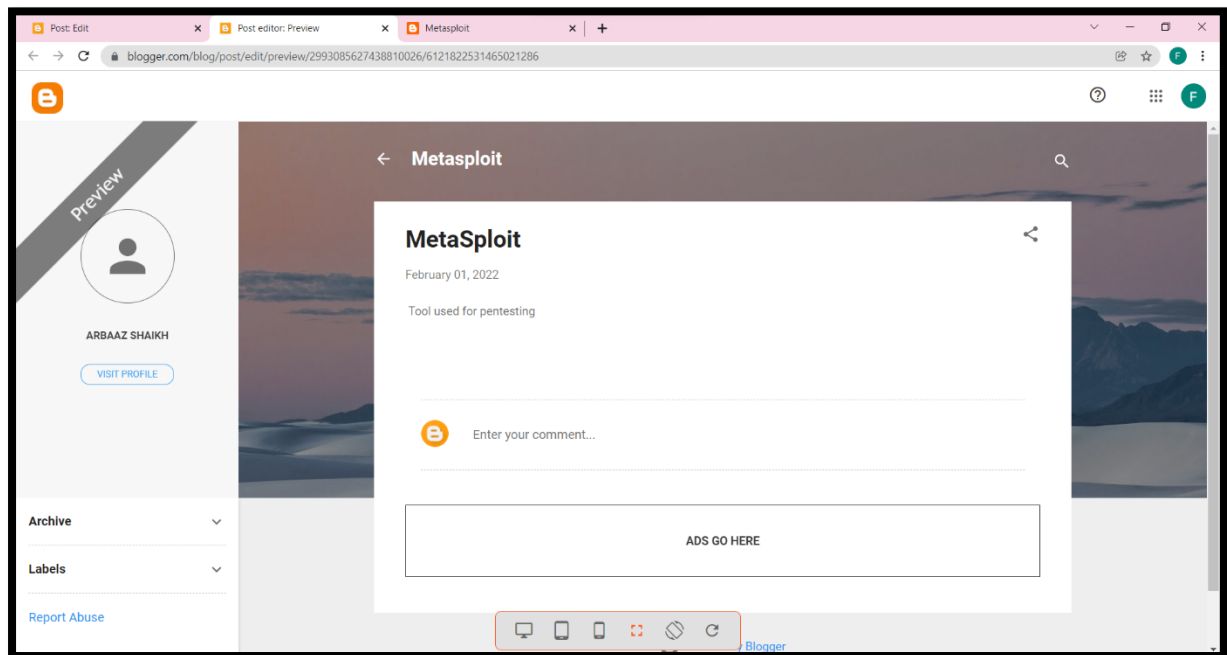 Post: Edit
Post editor: Preview
Metasploit
blogger.com/blog/post/edit/preview/2993085627438810026/6121822531465021286
F
F
Preview
ARBAAZ SHAIKH
VISIT PROFILE
Archive
Labels
Report Abuse
Metasploit
MetaSploit
February 01, 2022
Tool used for pentesting
Enter your comment...
ADS GO HERE
Blogger